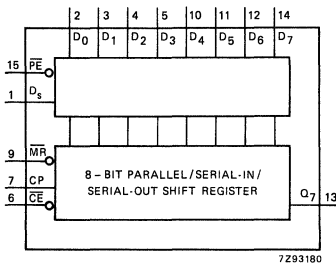 2 3 4 5 10 11 12 14
D0 D1 D2 D3 D4 D5 D6 D7
15 PE
1 Ds
9 MR
7 CP
6 CE
8 – BIT PARALLEL/SERIAL-IN/
SERIAL-OUT SHIFT REGISTER
Q7 13
7Z93180